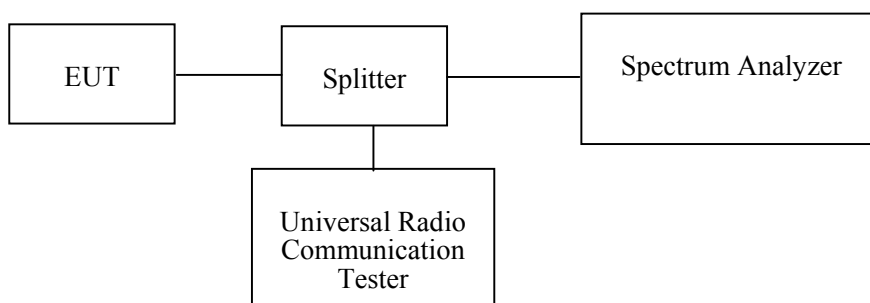 EUT
Splitter
Spectrum Analyzer
Universal Radio
Communication
Tester